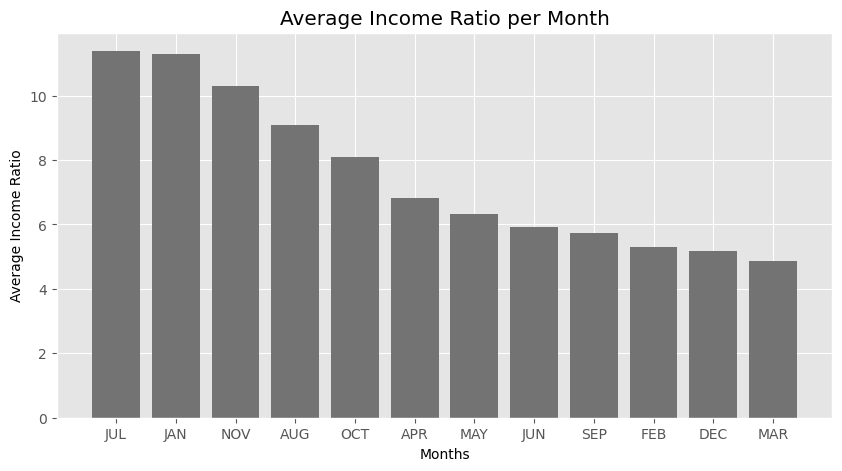 Average Income Ratio per Month
Average Income Ratio
10
8
6
4
2
0
JUL JAN NOV AUG OCT APR MAY JUN SEP FEB DEC MAR
Months